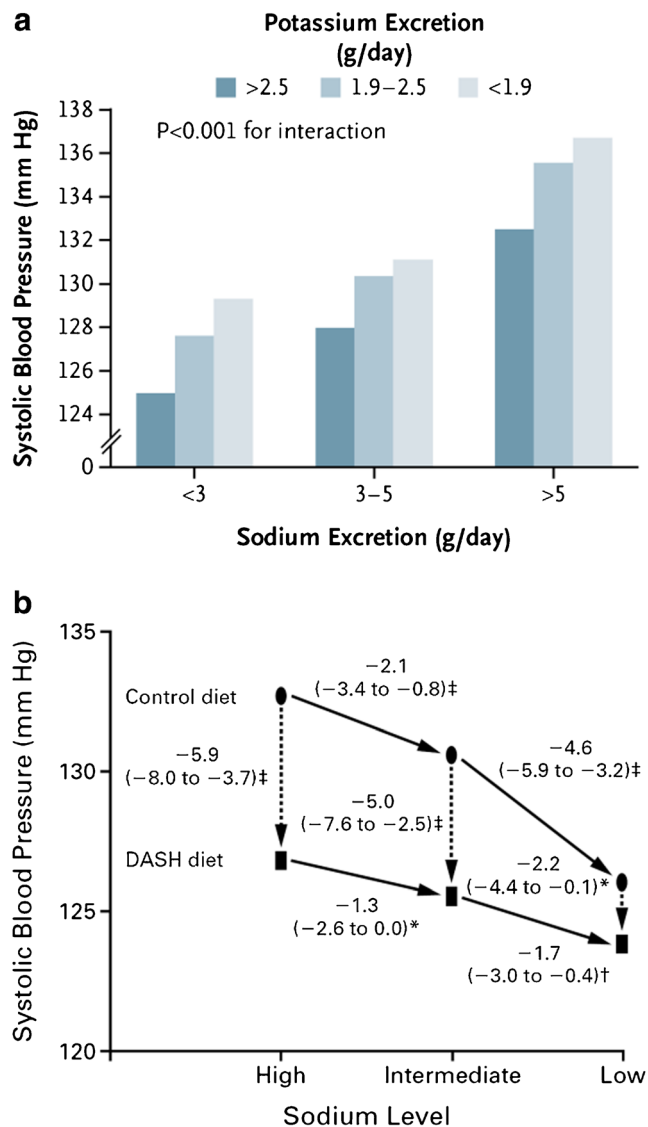 a
Potassium Excretion
(g/day)
>2.5 1.9–2.5 <1.9
P<0.001 for interaction
Systolic Blood Pressure (mm Hg)
138
136
134
132
130
128
126
124
0
<3 3–5 >5
Sodium Excretion (g/day)
b
Systolic Blood Pressure (mm Hg)
135
130
125
120
Control diet
−2.1
(−3.4 to −0.8)‡
−5.9
(−8.0 to −3.7)‡
−4.6
(−5.9 to −3.2)‡
−5.0
(−7.6 to −2.5)‡
DASH diet
−2.2
(−4.4 to −0.1)*
−1.3
(−2.6 to 0.0)*
−1.7
(−3.0 to −0.4)†
High Intermediate Low
Sodium Level